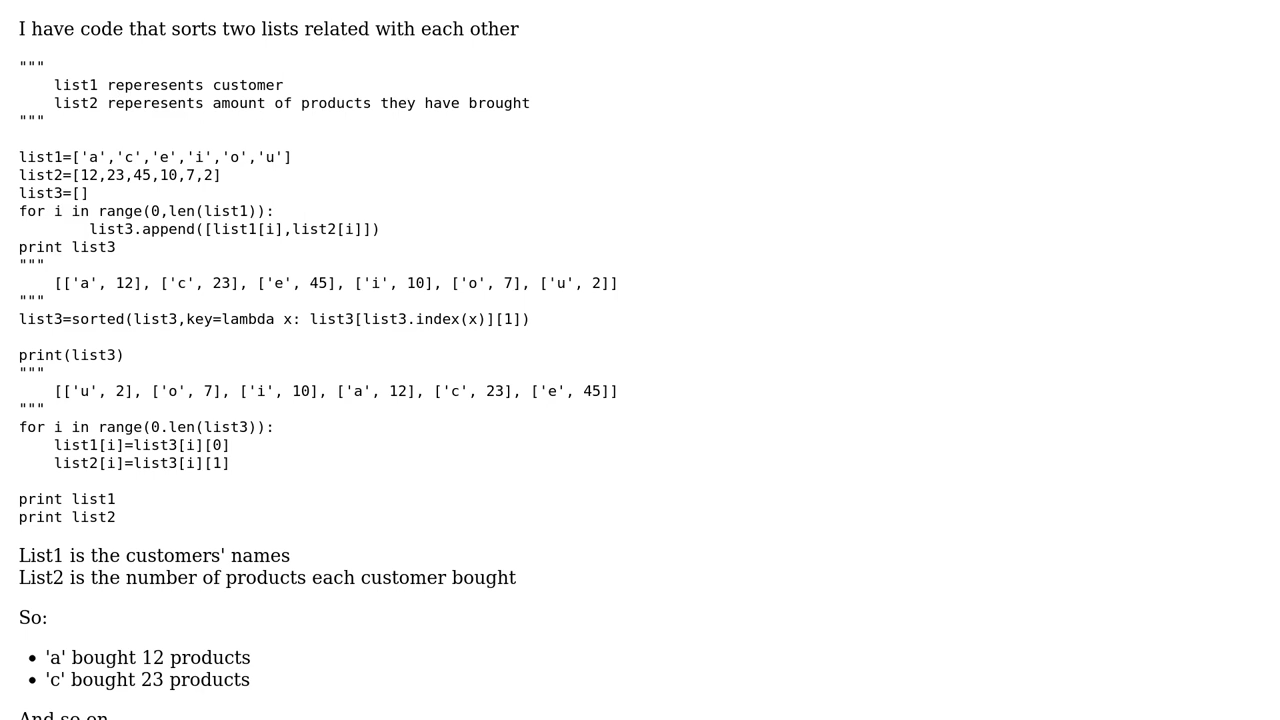 I have code that sorts two lists related with each other
"""
    list1 reperesents customer
    list2 reperesents amount of products they have brought
"""
list1=['a','c','e','i','o','u']
list2=[12,23,45,10,7,2]
list3=[]
for i in range(0,len(list1)):
        list3.append([list1[i],list2[i]])
print list3
"""
    [['a', 12], ['c', 23], ['e', 45], ['i', 10], ['o', 7], ['u', 2]]
"""
list3=sorted(list3,key=lambda x: list3[list3.index(x)][1])
print(list3)
"""
    [['u', 2], ['o', 7], ['i', 10], ['a', 12], ['c', 23], ['e', 45]]
"""
for i in range(0.len(list3)):
    list1[i]=list3[i][0]
    list2[i]=list3[i][1]
print list1
print list2
List1 is the customers' names
List2 is the number of products each customer bought
So:
• 'a' bought 12 products
• 'c' bought 23 products
And so on